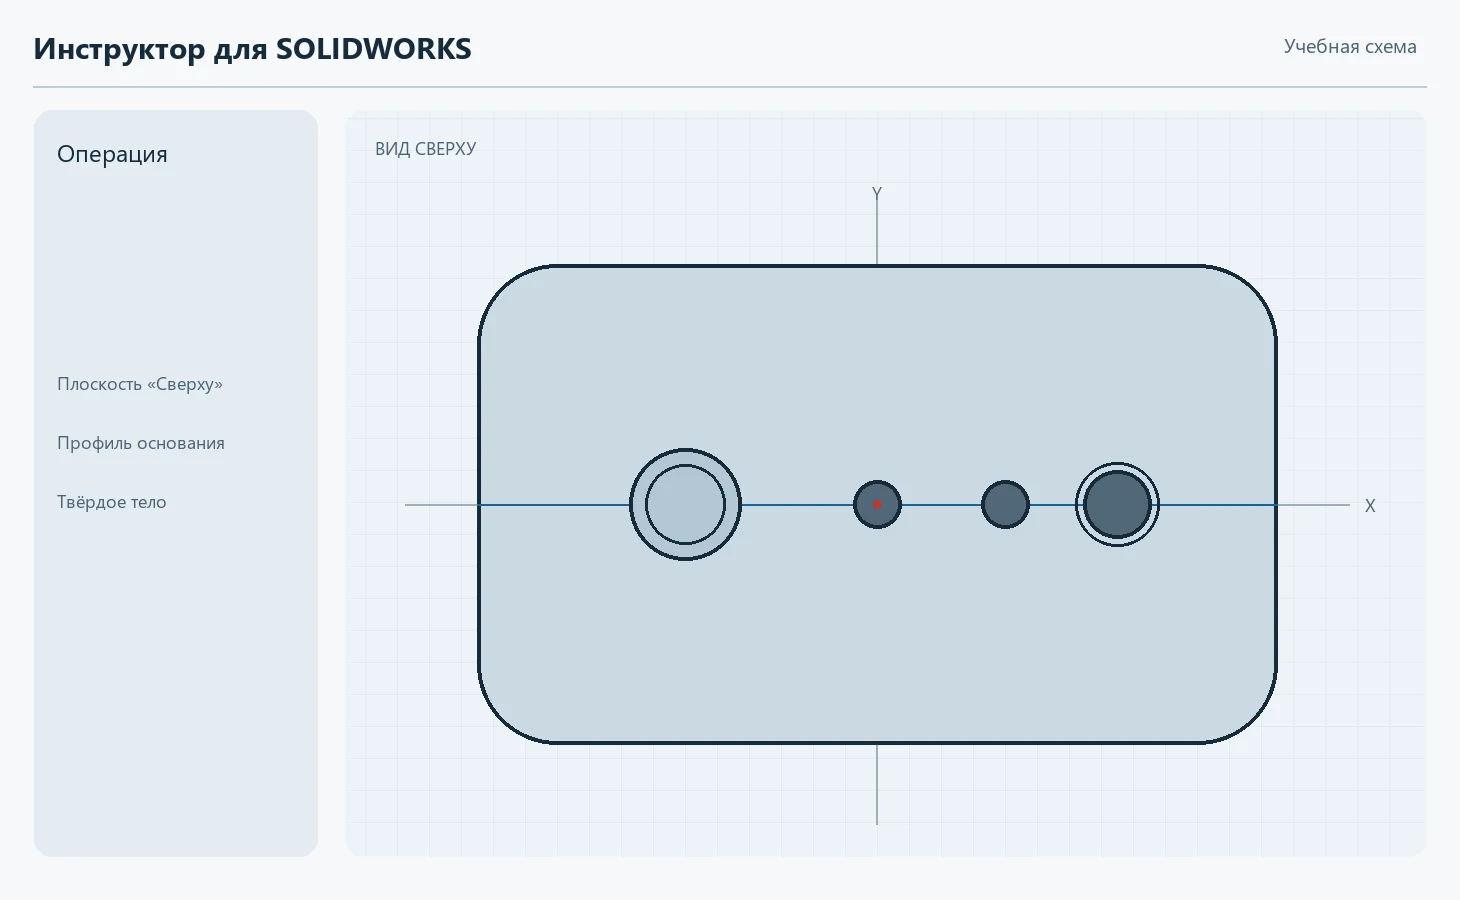 Инструктор для SOLIDWORKS
Учебная схема
Операция
Плоскость «Сверху»
Профиль основания
Твёрдое тело
ВИД СВЕРХУ
Y
X